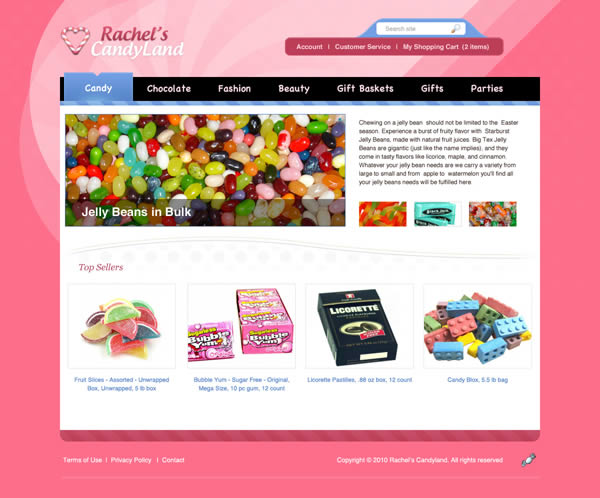 Rachel's
CandyLand
Search site
Account | Customer Service | My Shopping Cart (2 items)
Candy Chocolate Fashion Beauty Gift Baskets Gifts Parties
Chewing on a jelly bean should not be limited to the Easter
season. Experience a burst of fruity flavor with Starburst
Jelly Beans, made with natural fruit juices. Big Tex Jelly
Beans are gigantic (just like the name implies), and they
come in tasty flavors like licorice, maple, and cinnamon.
Whatever your jelly bean needs are we carry a variety from
large to small and from apple to watermelon you'll find all
your jelly beans needs will be fulfilled here.
Jelly Beans in Bulk
Black Jack
Top Sellers
Sugarless
Bubble
Yum
Sugarless
Bubble
Yum
LICORETTE
Fruit Slices - Assorted - Unwrapped
Box, Unwrapped, 5 lb box
Bubble Yum - Sugar Free - Original,
Mega Size, 10 pc gum, 12 count
Licorette Pastilles, .88 oz box, 12 count
Candy Blox, 5.5 lb bag
Terms of Use | Privacy Policy | Contact
Copyright © 2010 Rachel's Candyland. All rights reserved